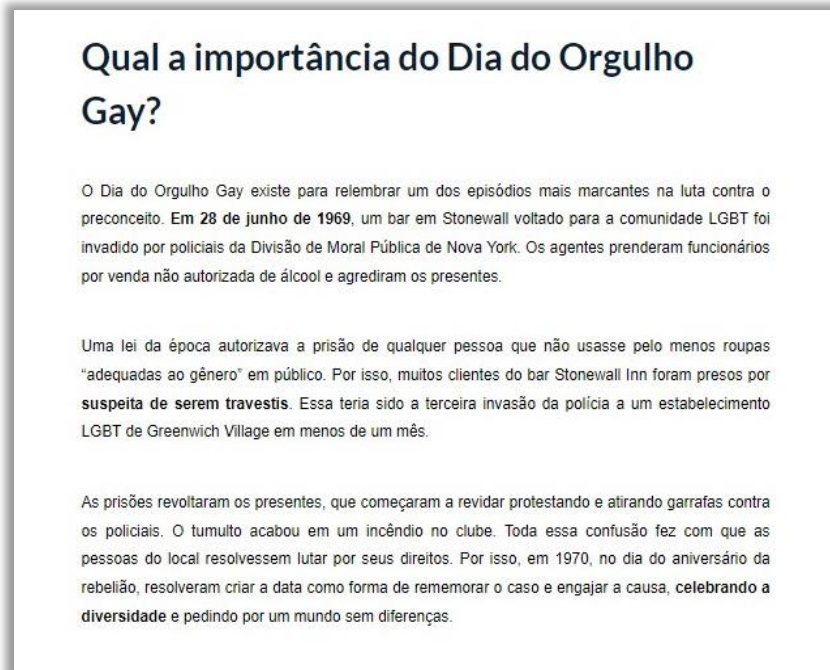 Qual a importância do Dia do Orgulho
Gay?
O Dia do Orgulho Gay existe para relembrar um dos episódios mais marcantes na luta contra o
preconceito. Em 28 de junho de 1969, um bar em Stonewall voltado para a comunidade LGBT foi
invadido por policiais da Divisão de Moral Pública de Nova York. Os agentes prenderam funcionários
por venda não autorizada de álcool e agrediram os presentes.
Uma lei da época autorizava a prisão de qualquer pessoa que não usasse pelo menos roupas
“adequadas ao gênero” em público. Por isso, muitos clientes do bar Stonewall Inn foram presos por
suspeita de serem travestis. Essa teria sido a terceira invasão da polícia a um estabelecimento
LGBT de Greenwich Village em menos de um mês.
As prisões revoltaram os presentes, que começaram a revidar protestando e atirando garrafas contra
os policiais. O tumulto acabou em um incêndio no clube. Toda essa confusão fez com que as
pessoas do local resolvessem lutar por seus direitos. Por isso, em 1970, no dia do aniversário da
rebelião, resolveram criar a data como forma de rememorar o caso e engajar a causa, celebrando a
diversidade e pedindo por um mundo sem diferenças.